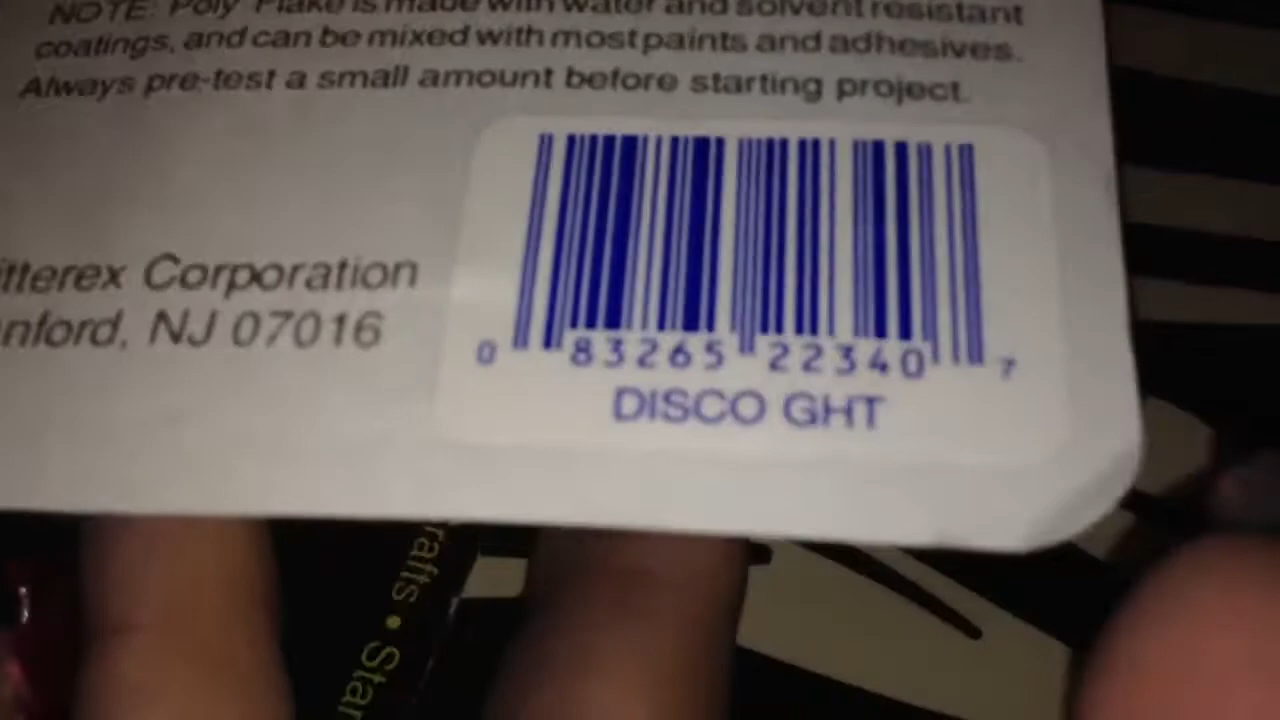 NOTE: Poly Flake is made with water and solvent resistant
coatings, and can be mixed with most paints and adhesives.
Always pre-test a small amount before starting project.
itterex Corporation
nford, NJ 07016
0 83265 22340 7
DISCO GHT
rafts • Star